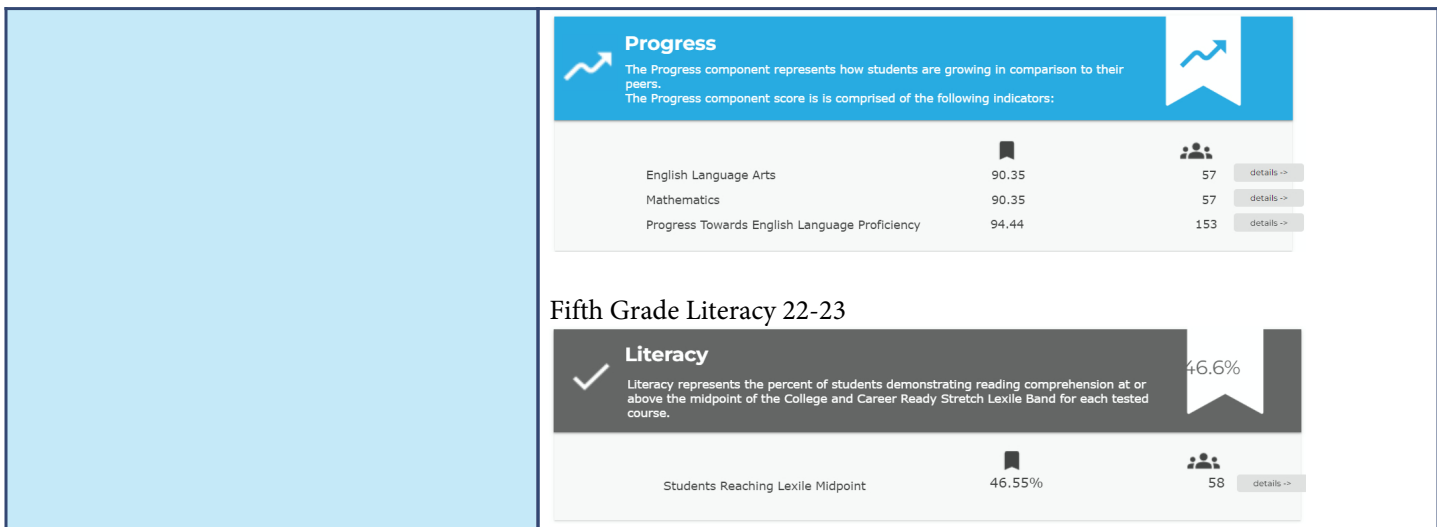 Progress
The Progress component represents how students are growing in comparison to their
peers.
The Progress component score is is comprised of the following indicators:
English Language Arts 90.35 57 details ->
Mathematics 90.35 57 details ->
Progress Towards English Language Proficiency 94.44 153 details ->
Fifth Grade Literacy 22-23
Literacy
46.6%
Literacy represents the percent of students demonstrating reading comprehension at or
above the midpoint of the College and Career Ready Stretch Lexile Band for each tested
course.
Students Reaching Lexile Midpoint 46.55% 58 details ->